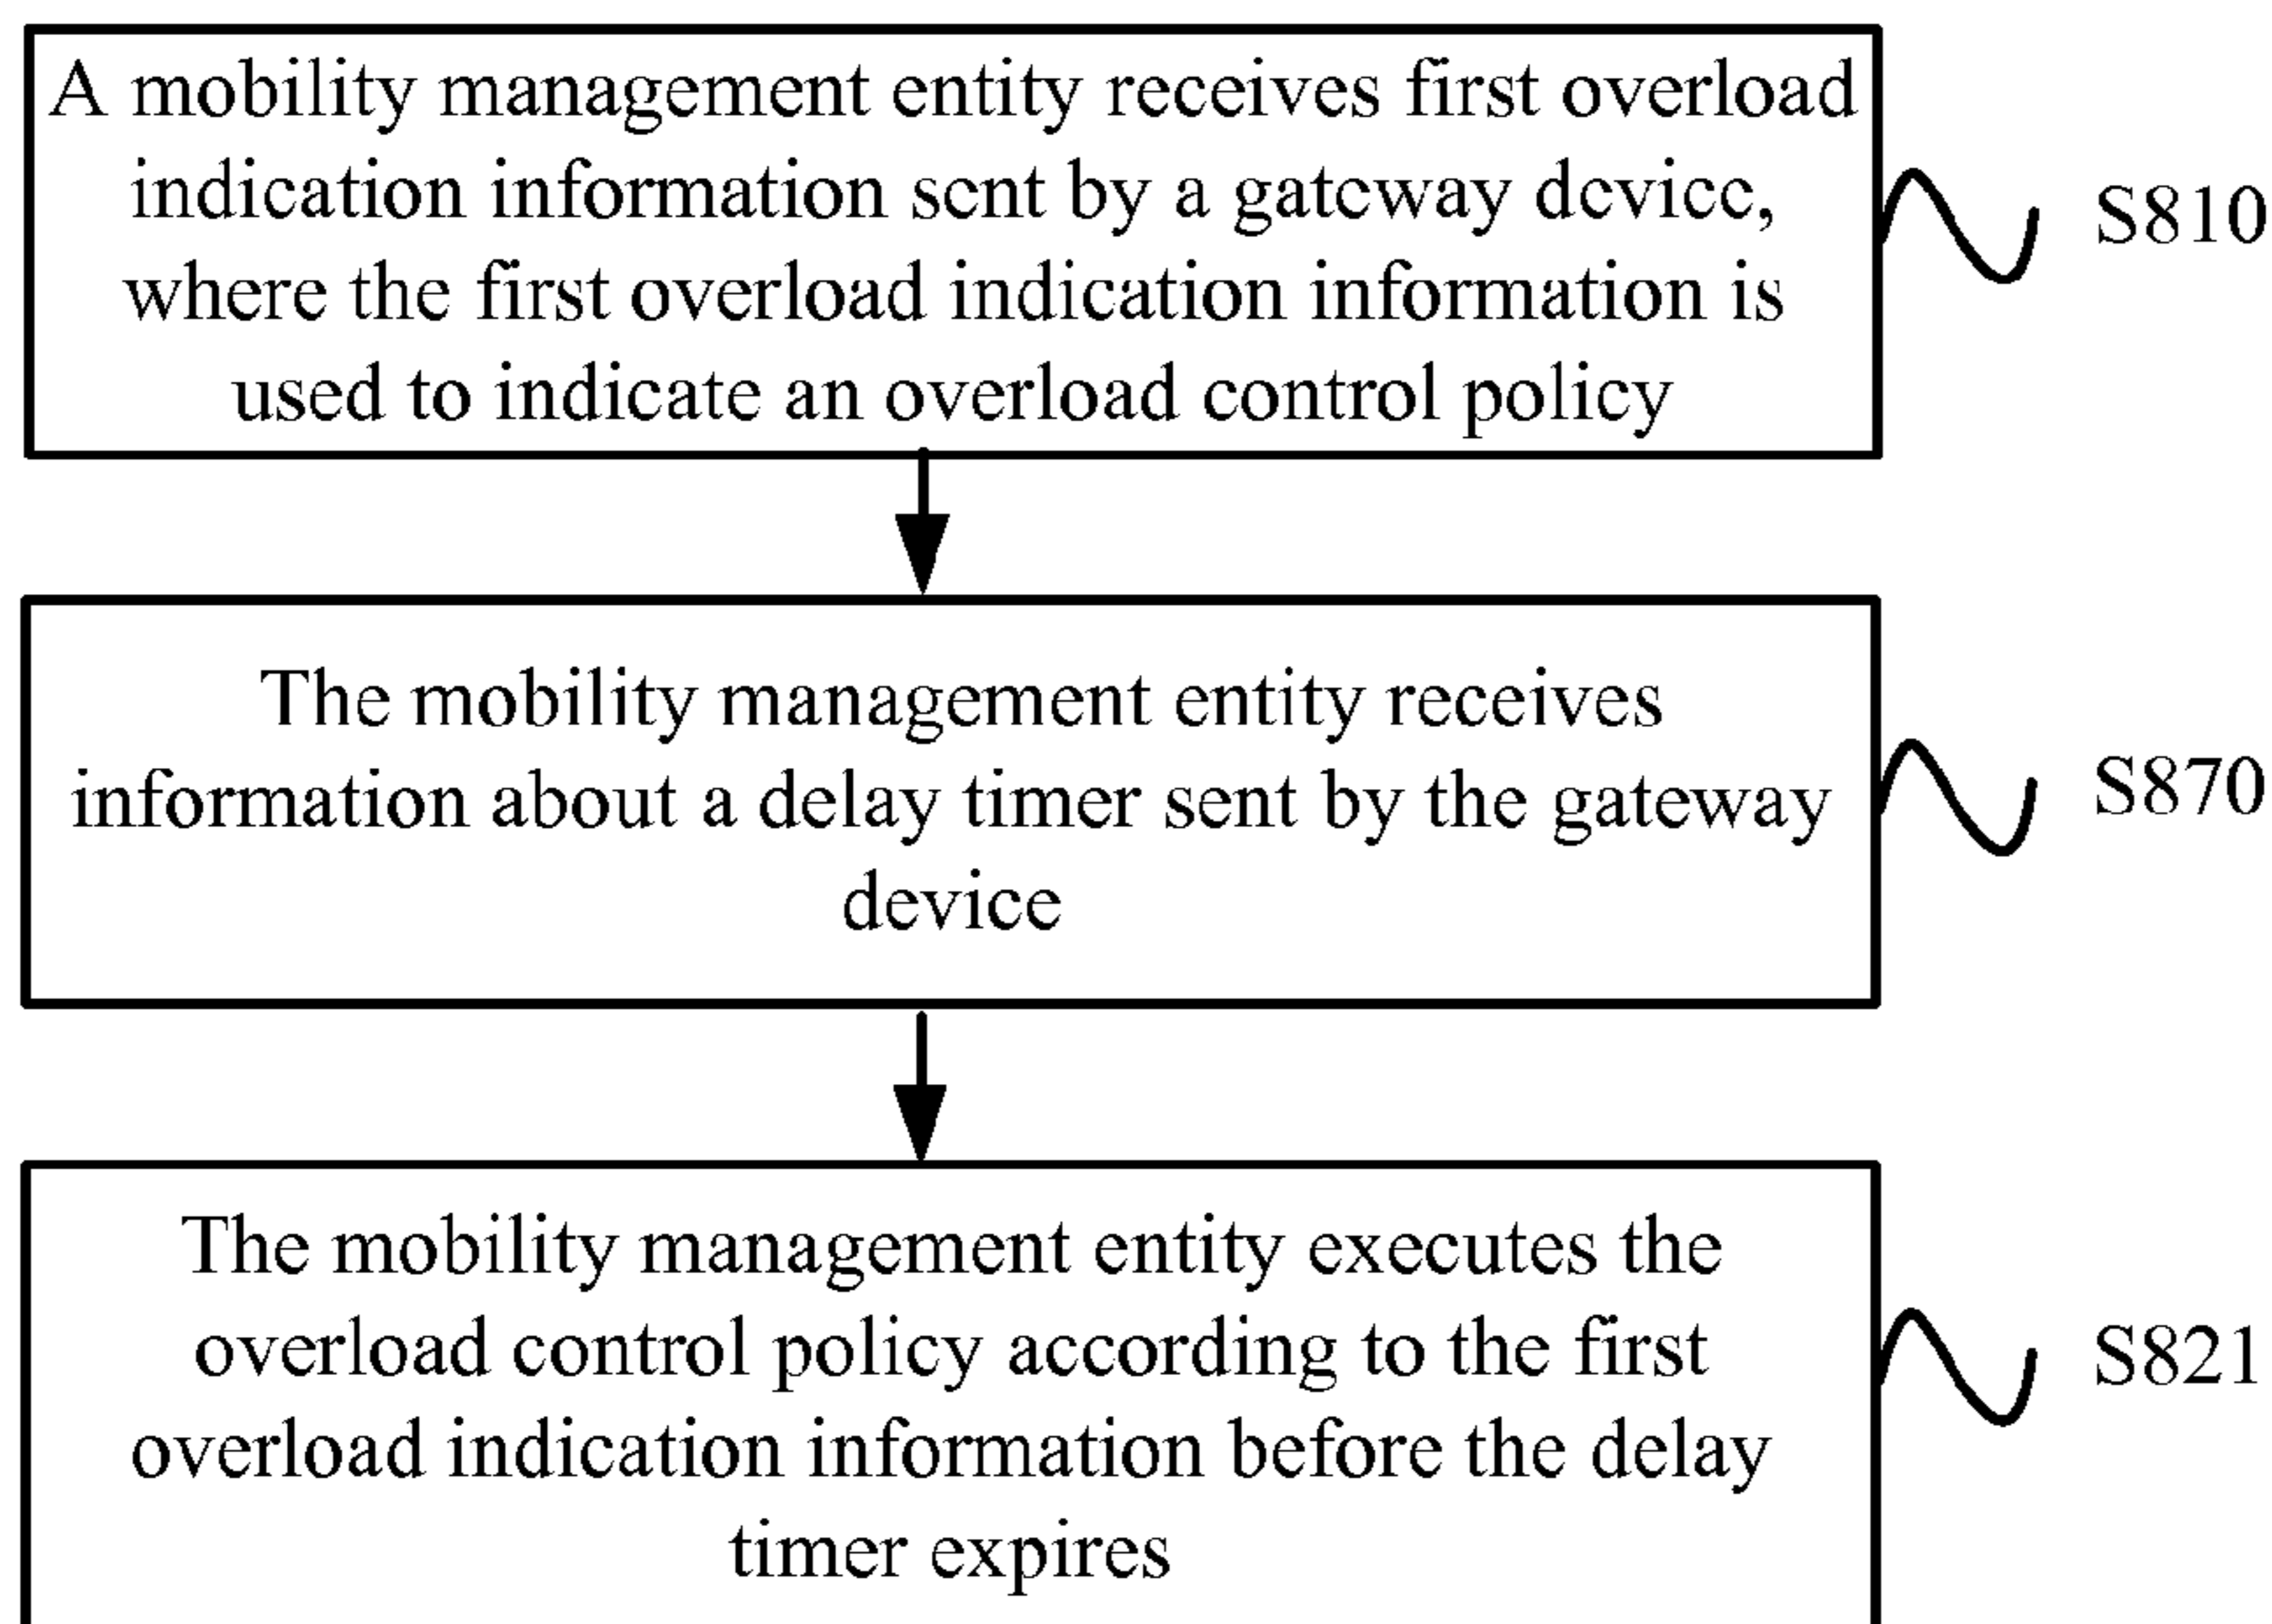 A mobility management entity receives first overload
indication information sent by a gateway device,
where the first overload indication information is
used to indicate an overload control policy
S810
The mobility management entity receives
information about a delay timer sent by the gateway
device
S870
The mobility management entity executes the
overload control policy according to the first
overload indication information before the delay
timer expires
S821